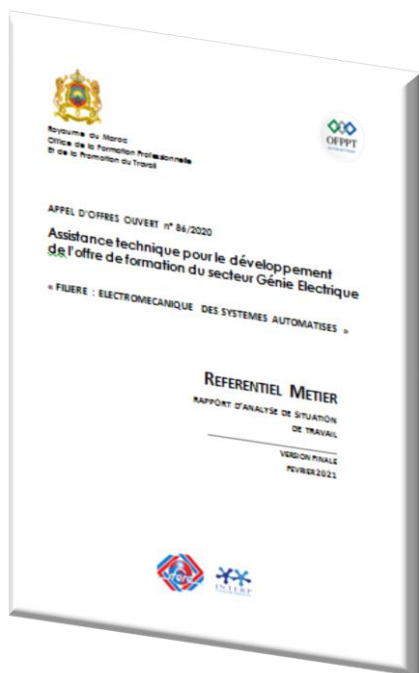 Royaume du Maroc
Office de la Formation Professionnelle
Et de la Promotion du Travail
OFPPT
APPEL D'OFFRES OUVERT n° 86/2020
Assistance technique pour le développement
de l'offre de formation du secteur Génie Electrique
« FILIERE : ELECTROMECANIQUE DES SYSTEMES AUTOMATISES »
REFERENTIEL METIER
RAPPORT D'ANALYSE DE SITUATION
DE TRAVAIL
VERSION FINALE
FEVRIER 2021
INTERP